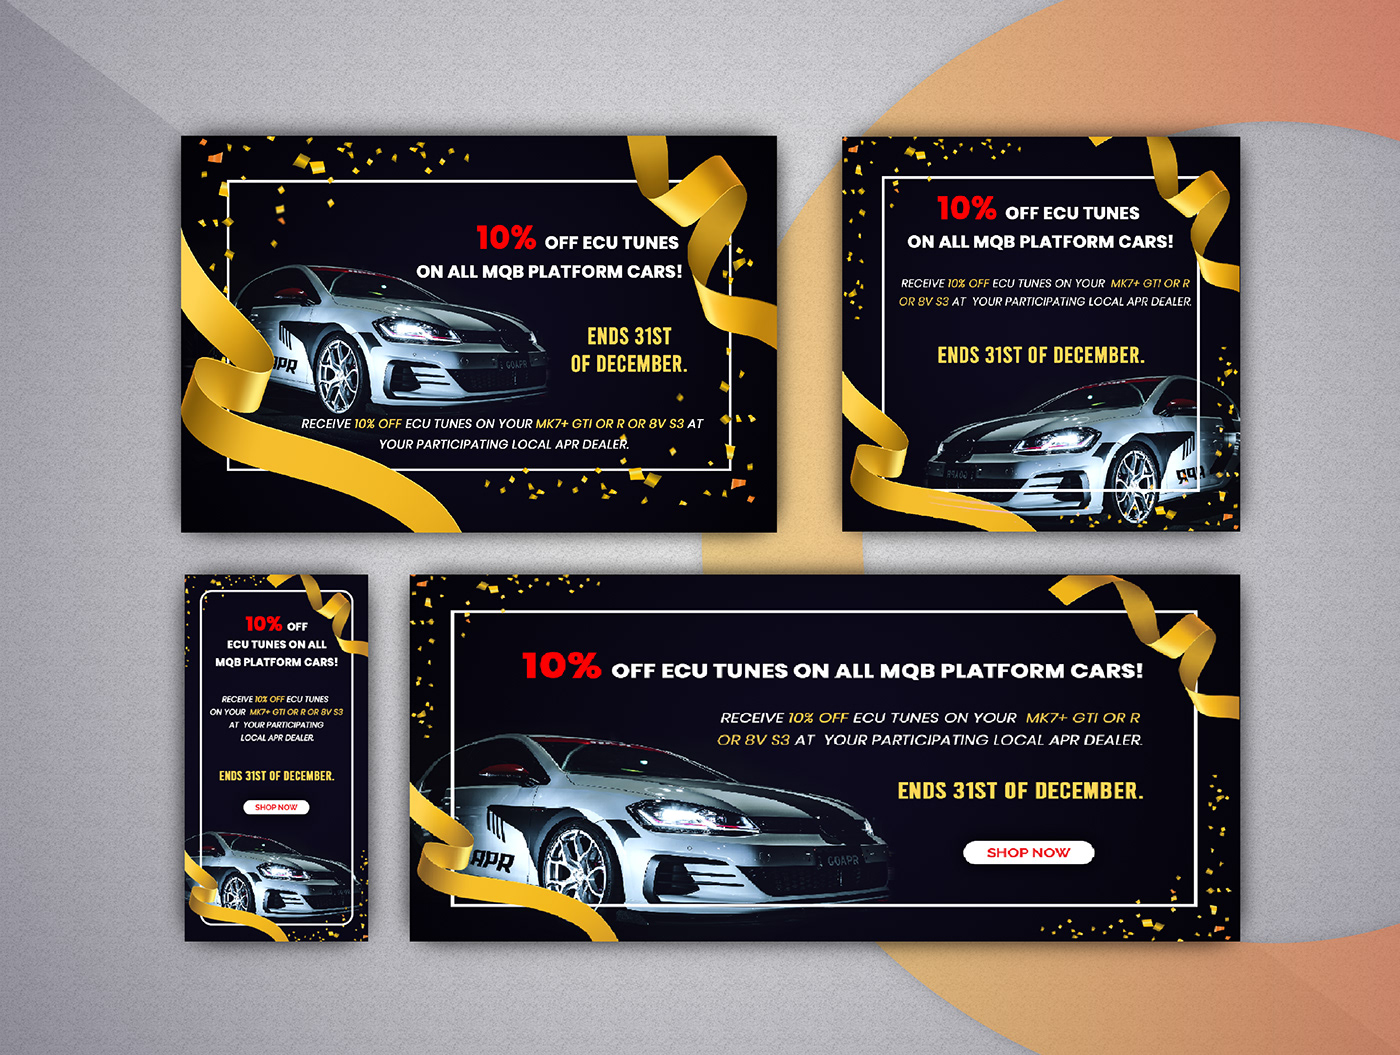 10% OFF ECU TUNES
ON ALL MQB PLATFORM CARS!
ENDS 31ST
OF DECEMBER.
APR
GOAPR
RECEIVE 10% OFF ECU TUNES ON YOUR MK7+ GTI OR R OR 8V S3 AT
YOUR PARTICIPATING LOCAL APR DEALER.
10% OFF ECU TUNES
ON ALL MQB PLATFORM CARS!
RECEIVE 10% OFF ECU TUNES ON YOUR MK7+ GTI OR R
OR 8V S3 AT YOUR PARTICIPATING LOCAL APR DEALER.
ENDS 31ST OF DECEMBER.
10% OFF
ECU TUNES ON ALL
MQB PLATFORM CARS!
RECEIVE 10% OFF ECU TUNES
ON YOUR MK7+ GTI OR R OR 8V S3
AT YOUR PARTICIPATING
LOCAL APR DEALER.
ENDS 31ST OF DECEMBER.
SHOP NOW
10% OFF ECU TUNES ON ALL MQB PLATFORM CARS!
RECEIVE 10% OFF ECU TUNES ON YOUR MK7+ GTI OR R
OR 8V S3 AT YOUR PARTICIPATING LOCAL APR DEALER.
ENDS 31ST OF DECEMBER.
SHOP NOW
APR
GOAPR